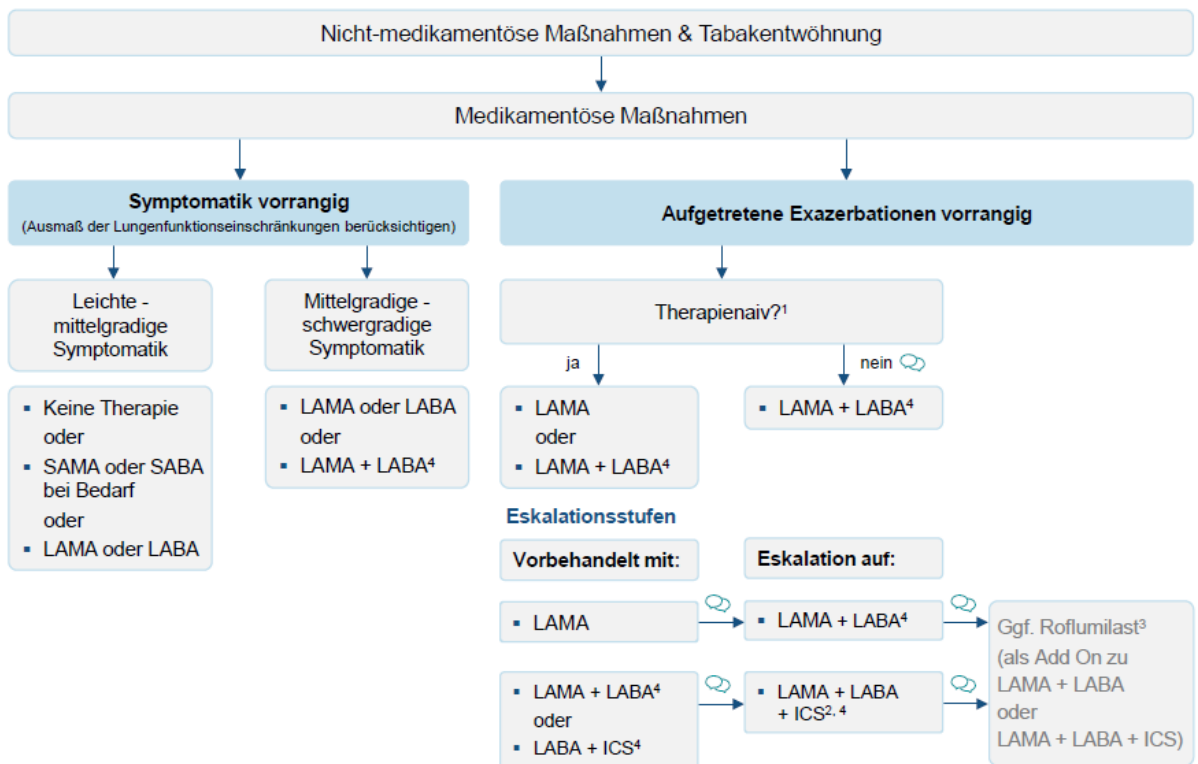 Nicht-medikamentöse Maßnahmen & Tabakentwöhnung
Medikamentöse Maßnahmen
Symptomatik vorrangig
(Ausmaß der Lungenfunktionseinschränkungen berücksichtigen)
Leichte -
mittelgradige
Symptomatik
Mittelgradige -
schwergradige
Symptomatik
▪ Keine Therapie
oder
▪ SAMA oder SABA
bei Bedarf
oder
▪ LAMA oder LABA
▪ LAMA oder LABA
oder
▪ LAMA + LABA⁴
Aufgetretene Exazerbationen vorrangig
Therapienaiv?¹
ja
nein
▪ LAMA
oder
▪ LAMA + LABA⁴
▪ LAMA + LABA⁴
Eskalationsstufen
Vorbehandelt mit:
Eskalation auf:
▪ LAMA
▪ LAMA + LABA⁴
▪ LAMA + LABA⁴
oder
▪ LABA + ICS⁴
▪ LAMA + LABA
+ ICS²,⁴
Ggf. Roflumilast³
(als Add On zu
LAMA + LABA
oder
LAMA + LABA + ICS)